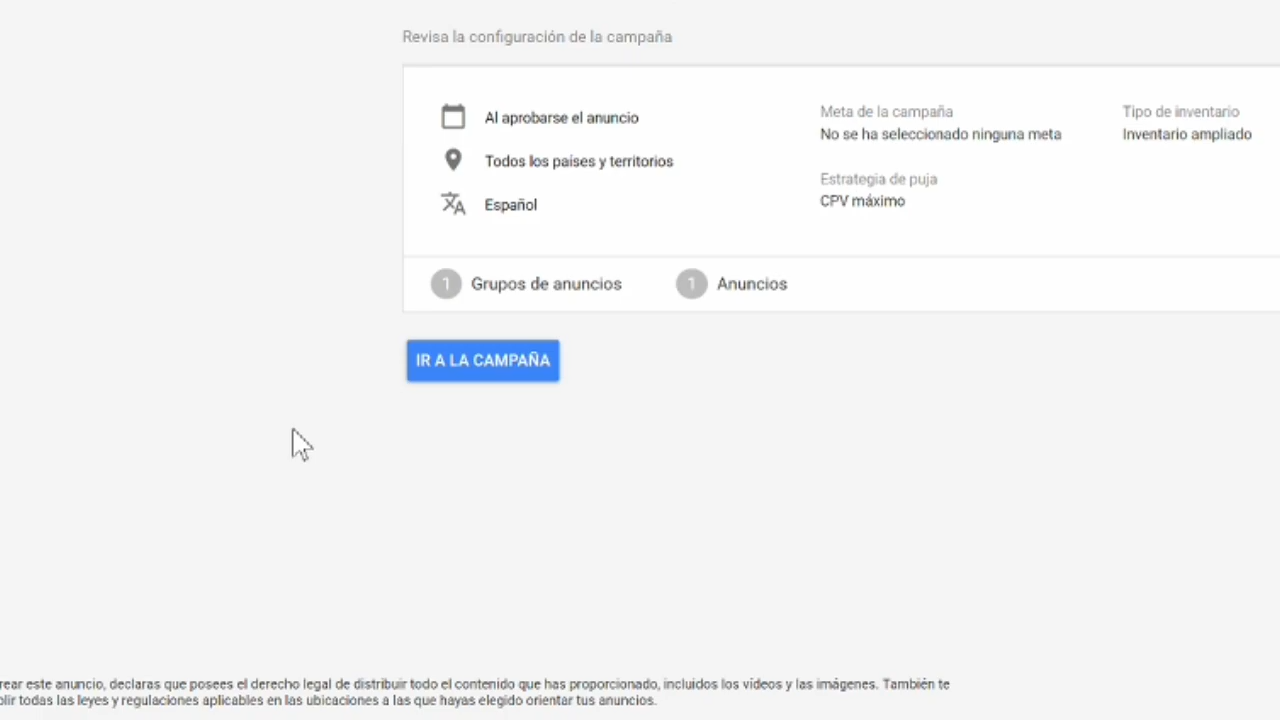 Revisa la configuración de la campaña
Al aprobarse el anuncio
Todos los países y territorios
Español
Meta de la campaña
No se ha seleccionado ninguna meta
Estrategia de puja
CPV máximo
Tipo de inventario
Inventario ampliado
1 Grupos de anuncios
1 Anuncios
IR A LA CAMPAÑA
rear este anuncio, declaras que posees el derecho legal de distribuir todo el contenido que has proporcionado, incluidos los vídeos y las imágenes. También te
plir todas las leyes y regulaciones aplicables en las ubicaciones a las que hayas elegido orientar tus anuncios.